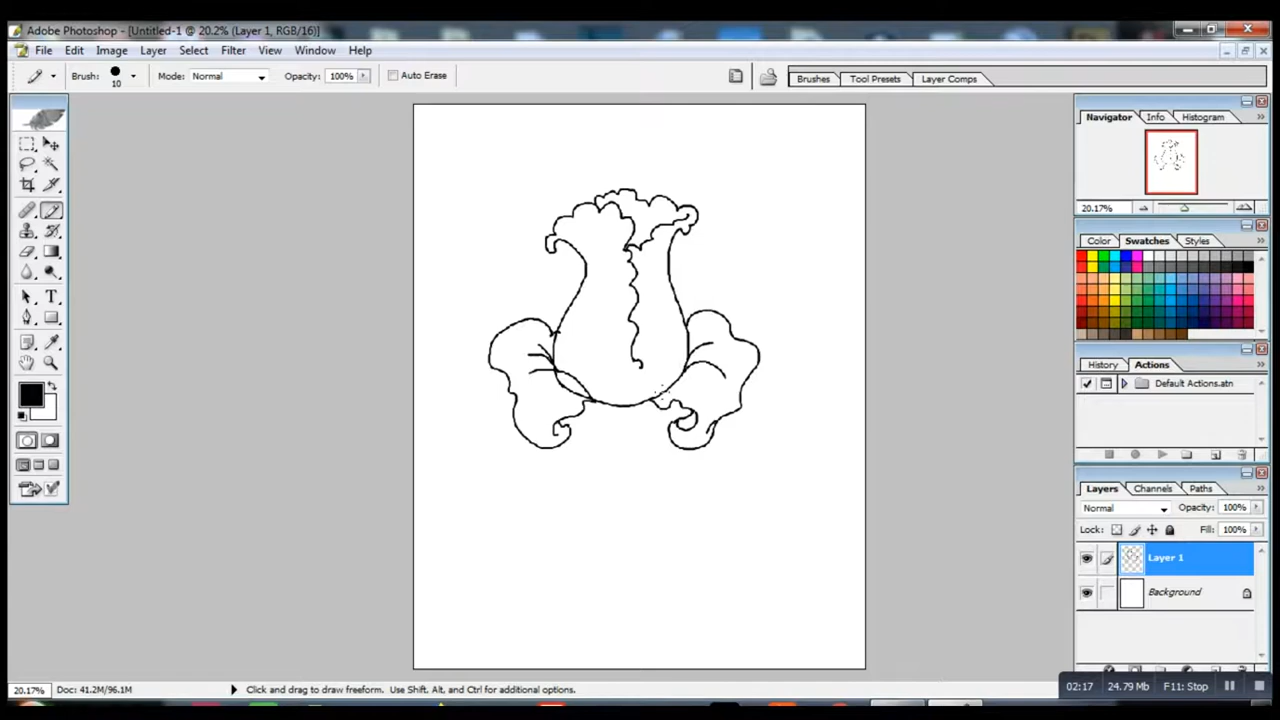 Adobe Photoshop - [Untitled-1 @ 20.2% (Layer 1, RGB/16)]
File Edit Image Layer Select Filter View Window Help
Brush: 10 Mode: Normal Opacity: 100% Auto Erase Brushes Tool Presets Layer Comps
Navigator Info Histogram
20.17%
Color Swatches Styles
History Actions
Default Actions.atn
Layers Channels Paths
Normal Opacity: 100%
Lock: Fill: 100%
Layer 1
Background
20.17% Doc: 41.2M/96.1M Click and drag to draw freeform. Use Shift, Alt, and Ctrl for additional options.
02:17 24.79 MB F11: Stop